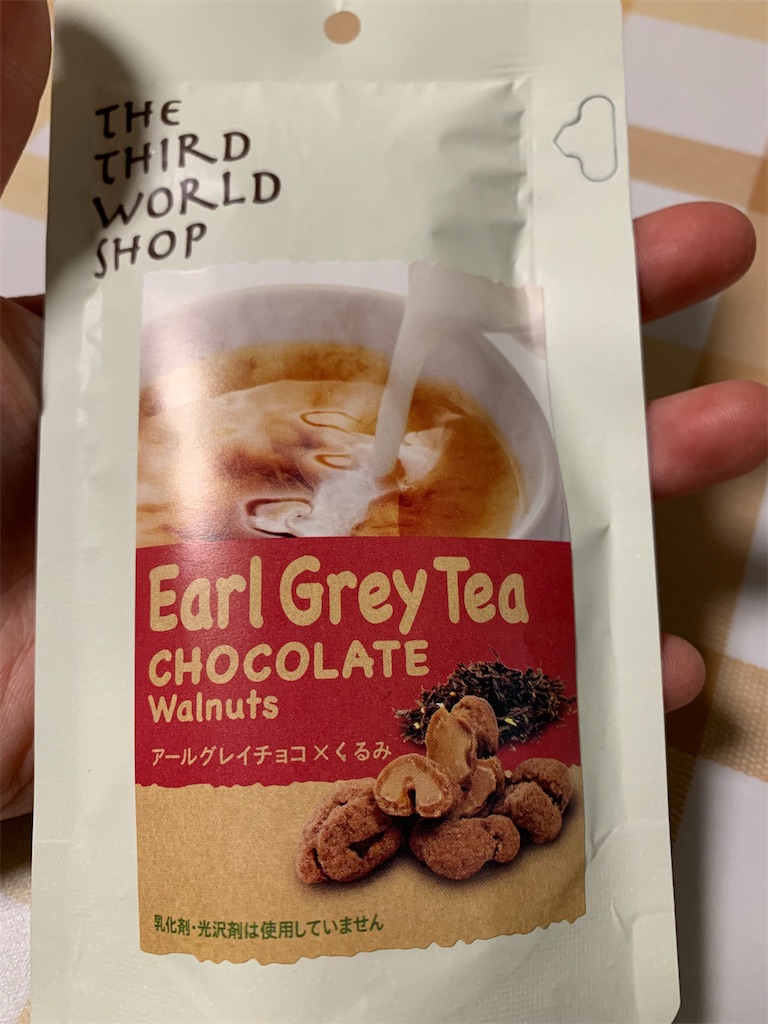 THE
THIRD
WORLD
SHOP
Earl Grey Tea
CHOCOLATE
Walnuts
アールグレイチョコ×くるみ
乳化剤・光沢剤は使用していません